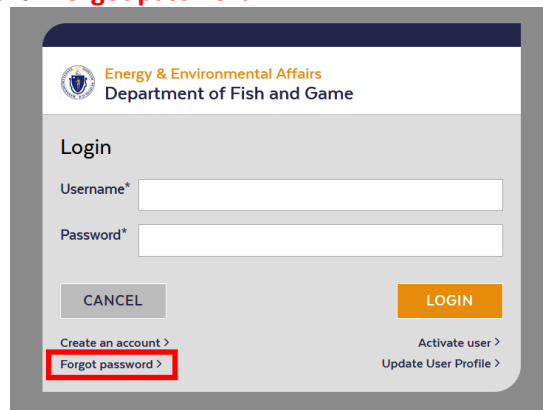 Energy & Environmental Affairs
Department of Fish and Game
Login
Username*
Password*
CANCEL
LOGIN
Create an account >
Activate user >
Forgot password >
Update User Profile >